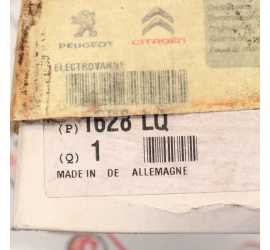 PEUGEOT CITROËN
ELECTROVANNE
(P) 1628 LQ
(Q) 1
MADE IN DE ALLEMAGNE